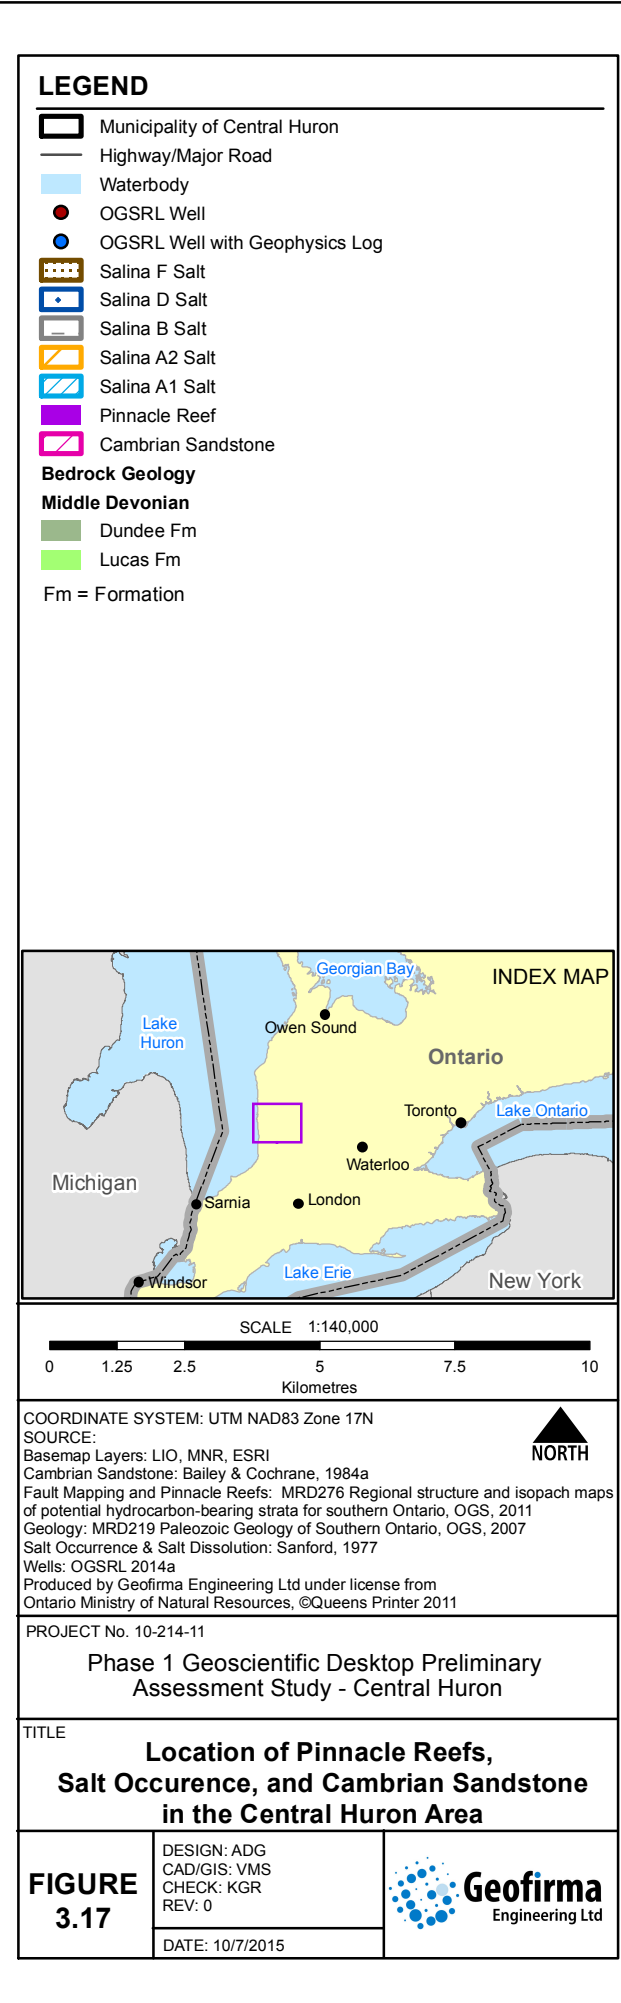 LEGEND
Municipality of Central Huron
Highway/Major Road
Waterbody
OGSRL Well
OGSRL Well with Geophysics Log
Salina F Salt
Salina D Salt
Salina B Salt
Salina A2 Salt
Salina A1 Salt
Pinnacle Reef
Cambrian Sandstone
Bedrock Geology
Middle Devonian
Dundee Fm
Lucas Fm
Fm = Formation
Georgian Bay
INDEX MAP
Lake
Huron
Owen Sound
Ontario
Toronto
Lake Ontario
Waterloo
Michigan
Sarnia
London
Lake Erie
Windsor
New York
SCALE 1:140,000
0 1.25 2.5 5 7.5 10
Kilometres
COORDINATE SYSTEM: UTM NAD83 Zone 17N
SOURCE:
Basemap Layers: LIO, MNR, ESRI
Cambrian Sandstone: Bailey & Cochrane, 1984a
Fault Mapping and Pinnacle Reefs: MRD276 Regional structure and isopach maps
of potential hydrocarbon-bearing strata for southern Ontario, OGS, 2011
Geology: MRD219 Paleozoic Geology of Southern Ontario, OGS, 2007
Salt Occurrence & Salt Dissolution: Sanford, 1977
Wells: OGSRL 2014a
Produced by Geofirma Engineering Ltd under license from
Ontario Ministry of Natural Resources, ©Queens Printer 2011
NORTH
PROJECT No. 10-214-11
Phase 1 Geoscientific Desktop Preliminary
Assessment Study - Central Huron
TITLE
Location of Pinnacle Reefs,
Salt Occurence, and Cambrian Sandstone
in the Central Huron Area
FIGURE
3.17
DESIGN: ADG
CAD/GIS: VMS
CHECK: KGR
REV: 0
DATE: 10/7/2015
Geofirma
Engineering Ltd